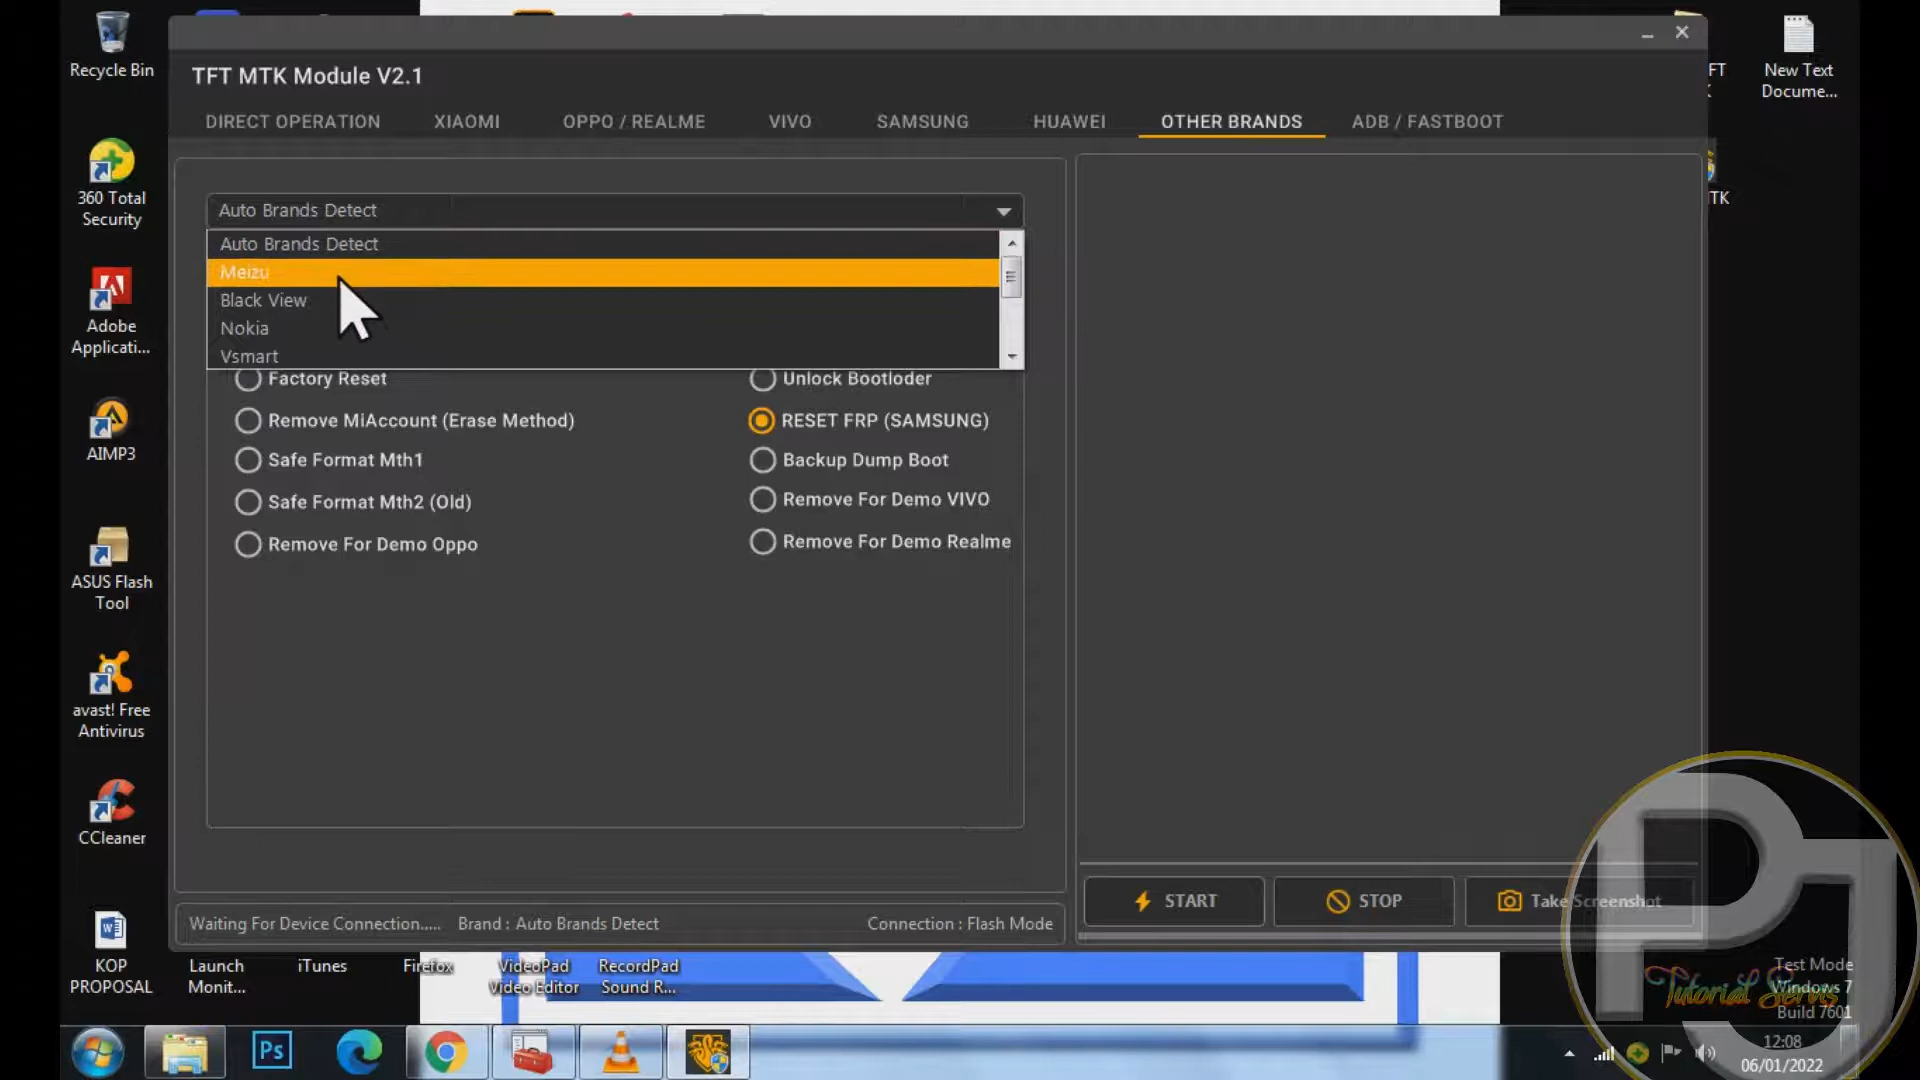 Recycle Bin
New Text
Docume...
FT
TK
360 Total
Security
Adobe
Applicati...
AIMP3
ASUS Flash
Tool
avast! Free
Antivirus
CCleaner
KOP
PROPOSAL
Launch
Monit...
iTunes
Firefox
VideoPad
Video Editor
RecordPad
Sound R...
TFT MTK Module V2.1
DIRECT OPERATION
XIAOMI
OPPO / REALME
VIVO
SAMSUNG
HUAWEI
OTHER BRANDS
ADB / FASTBOOT
Auto Brands Detect
Auto Brands Detect
Meizu
Black View
Nokia
Vsmart
Factory Reset
Unlock Bootloder
Remove MiAccount (Erase Method)
RESET FRP (SAMSUNG)
Safe Format Mth1
Backup Dump Boot
Safe Format Mth2 (Old)
Remove For Demo VIVO
Remove For Demo Oppo
Remove For Demo Realme
START
STOP
Take Screenshot
Waiting For Device Connection.....
Brand : Auto Brands Detect
Connection : Flash Mode
Test Mode
Windows 7
Build 7601
Tutorial Servis
Ps
12:08
06/01/2022